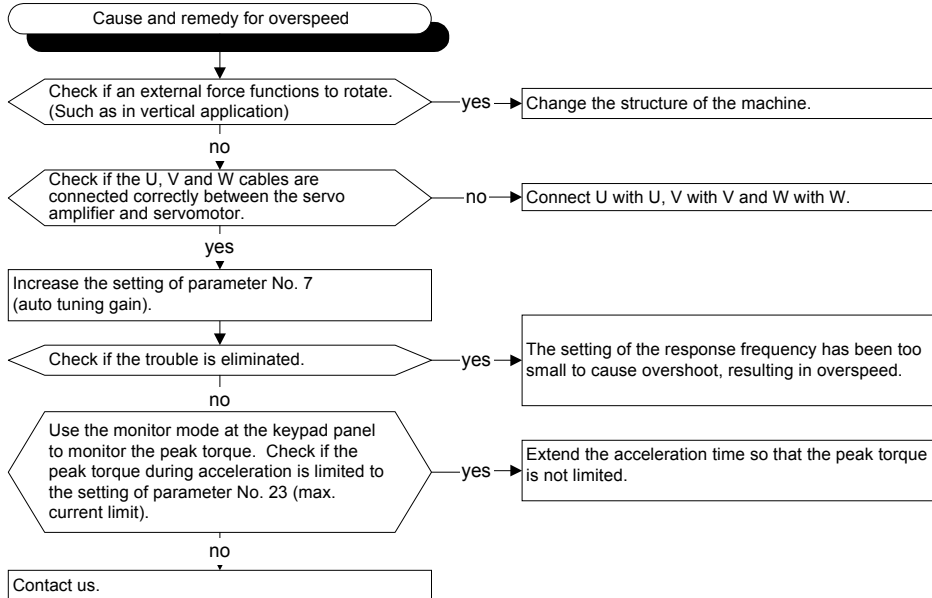 Cause and remedy for overspeed
Check if an external force functions to rotate.
(Such as in vertical application)
yes
Change the structure of the machine.
no
Check if the U, V and W cables are
connected correctly between the servo
amplifier and servomotor.
no
Connect U with U, V with V and W with W.
yes
Increase the setting of parameter No. 7
(auto tuning gain).
Check if the trouble is eliminated.
yes
The setting of the response frequency has been too
small to cause overshoot, resulting in overspeed.
no
Use the monitor mode at the keypad panel
to monitor the peak torque.  Check if the
peak torque during acceleration is limited to
the setting of parameter No. 23 (max.
current limit).
yes
Extend the acceleration time so that the peak torque
is not limited.
no
Contact us.